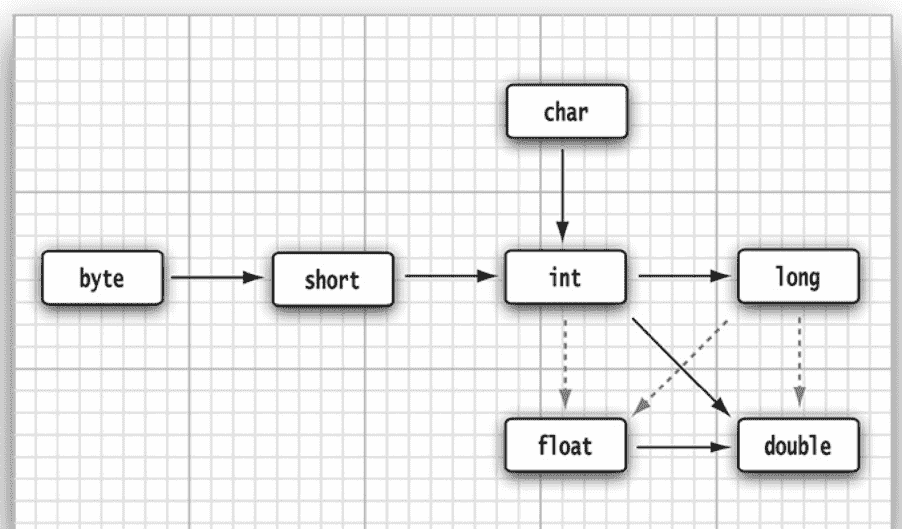 char
byte
short
int
long
float
double